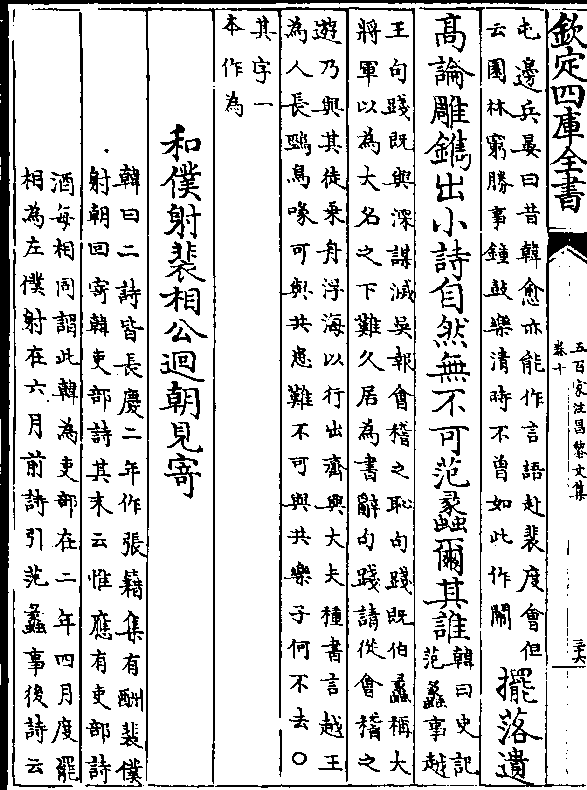 欽定四庫全書
五百家注昌黎文集
卷十
三十六
屯邊兵晏曰昔韓愈亦能作言語赴裴度會但
云園林窮勝事鍾鼓樂清時不曾如此作鬧
擺落遺
高論雕鐫出小詩自然無不可范蠡爾其誰
韓曰史記
范蠡事越
王句踐既與深謀滅吳報會稽之恥句踐既伯蠡稱大
將軍以為大名之下難久居為書辭句踐請從會稽之
遊乃與其徒乗舟浮海以行出齊與大夫種書言越王
為人長鴟鳥喙可與共患難不可與共樂子何不去○
其字一
本作為
和僕射裴相公迴朝見寄
韓曰二詩皆長慶二年作張籍集有酬裴僕
射朝回寄韓吏部詩其末云惟應有吏部詩
酒每相同謂此韓為吏部在二年四月度罷
相為左僕射在六月前詩引范蠡事後詩云